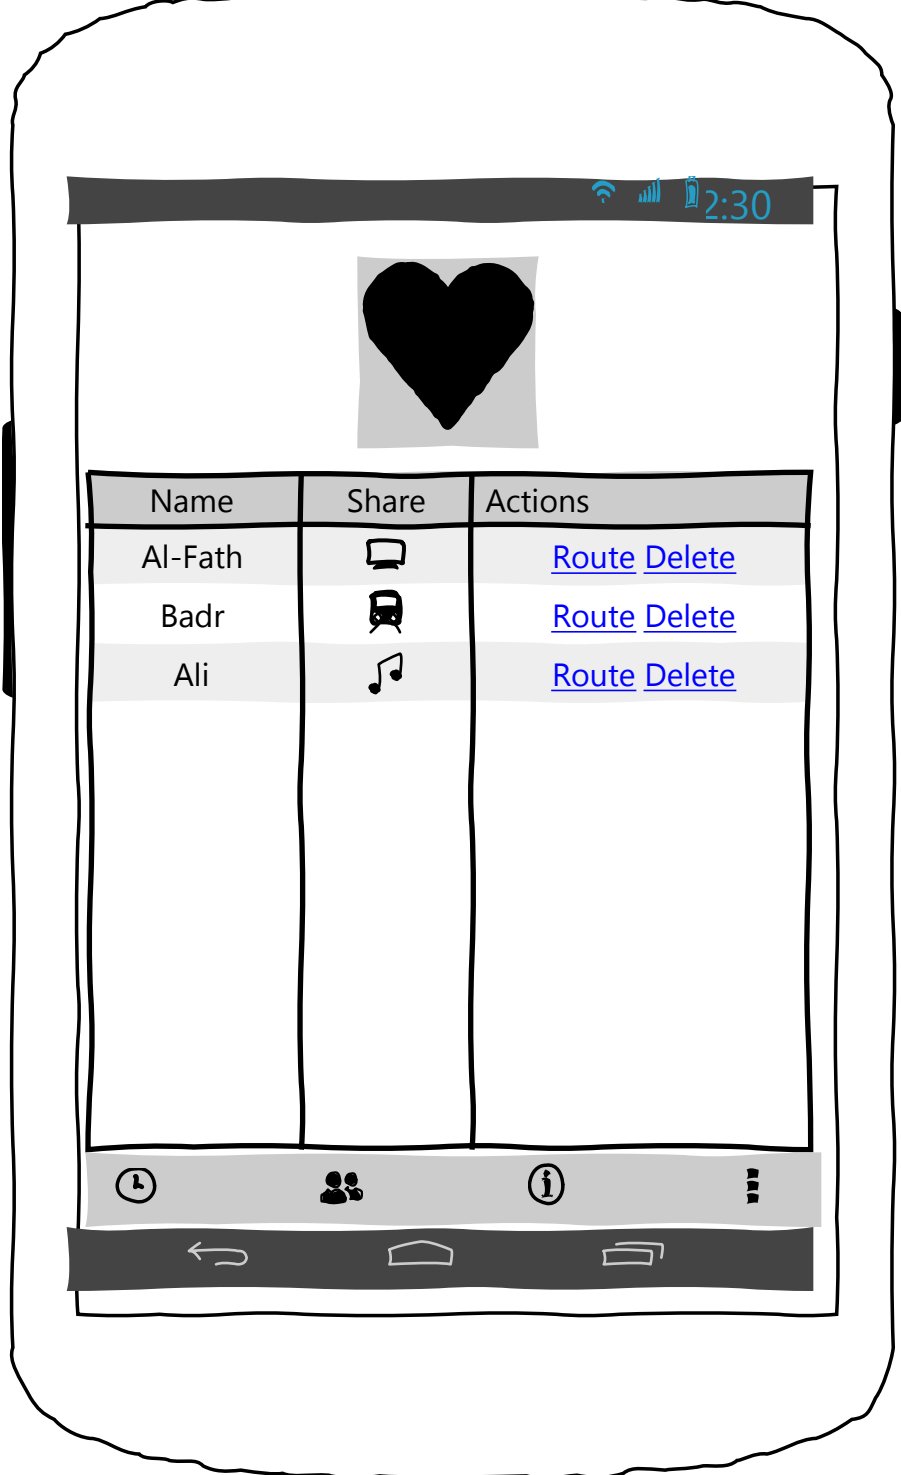 2:30
Name Share Actions
Al-Fath Route Delete
Badr Route Delete
Ali Route Delete